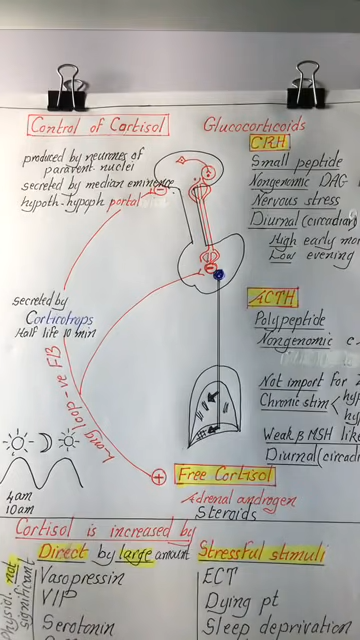 Control of Cortisol
Glucocorticoids
CRH
produced by neurones of
paravent. nuclei
secreted by median eminence
hypoth-hypoph portal
Small peptide
Nongenomic DAG
Nervous stress
Diurnal (circadian
High early mor
Low evening
secreted by
Corticotrops
Half life 10 min
ACTH
Polypeptide
Nongenomic c
Not import for
Chronic stim < hyp
hy
Weak β MSH like
Diurnal (circadi
Long loop -ve FB
4am
10am
Free Cortisol
Adrenal androgen
Steroids
Cortisol is increased by
Direct by large amount
Stressful stimuli
Physiol. not
significant
Vasopressin
VIP
Serotonin
ECT
Dying pt
Sleep deprivation